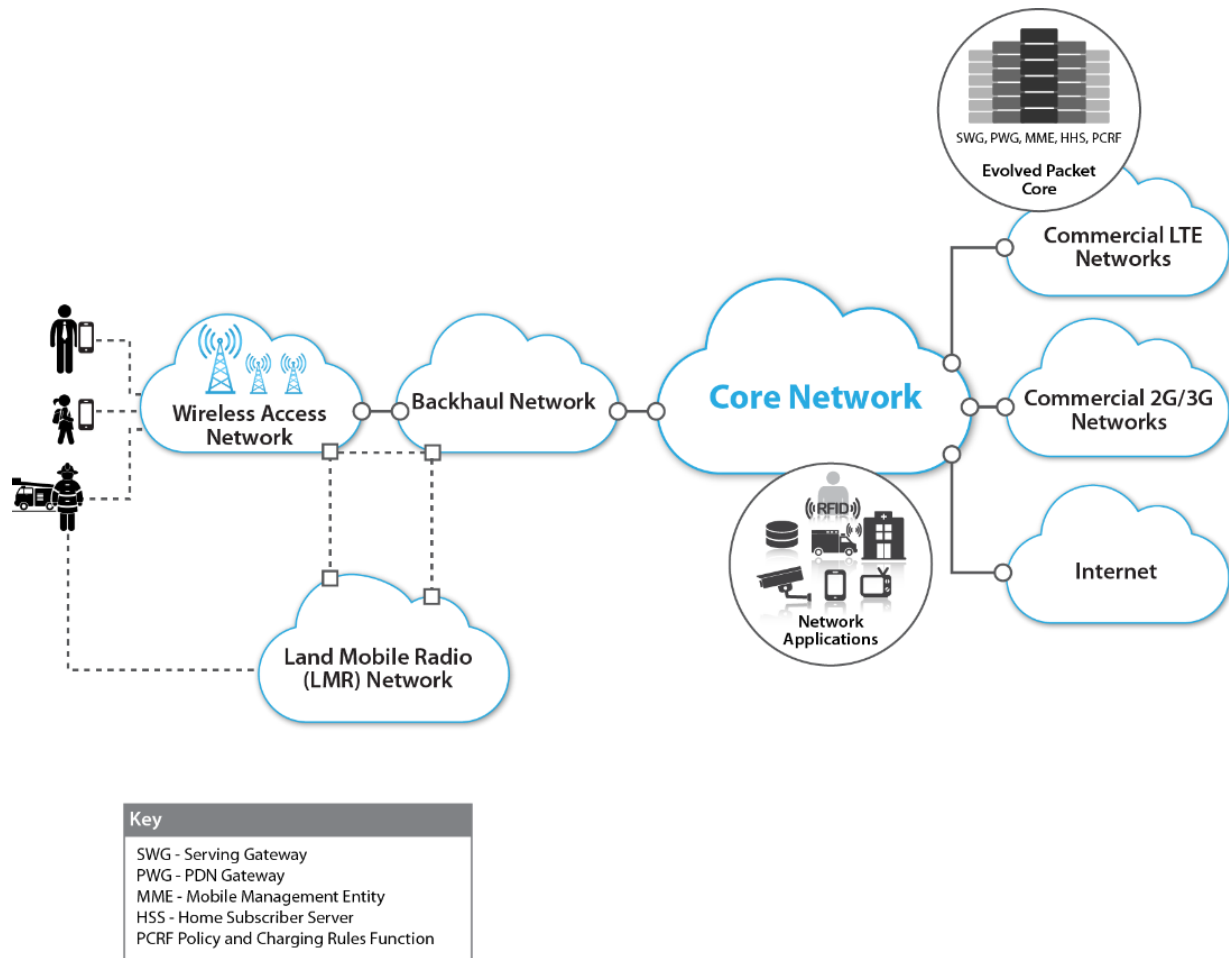 SWG, PWG, MME, HHS, PCRF
Evolved Packet
Core
Commercial LTE
Networks
Wireless Access
Network
Backhaul Network
Core Network
Commercial 2G/3G
Networks
RFID
Network
Applications
Internet
Land Mobile Radio
(LMR) Network
Key
SWG - Serving Gateway
PWG - PDN Gateway
MME - Mobile Management Entity
HSS - Home Subscriber Server
PCRF Policy and Charging Rules Function